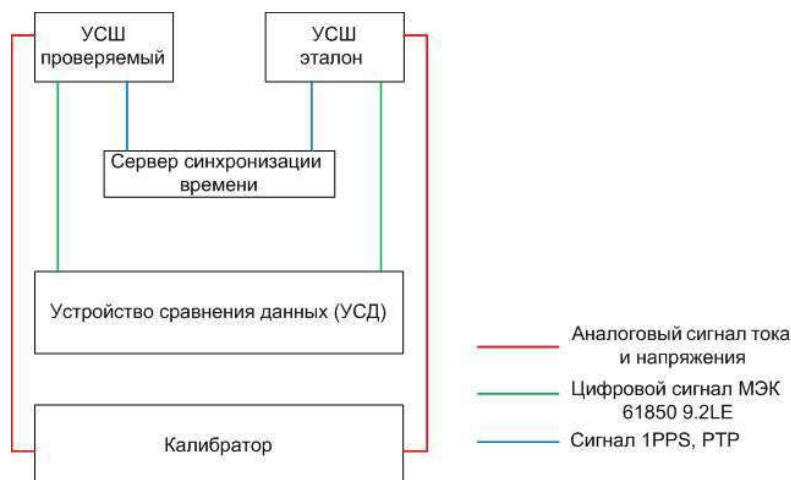 УСШ
проверяемый
УСШ
эталон
Сервер синхронизации
времени
Устройство сравнения данных (УСД)
Калибратор
Аналоговый сигнал тока
и напряжения
Цифровой сигнал МЭК
61850 9.2LE
Сигнал 1PPS, PTP